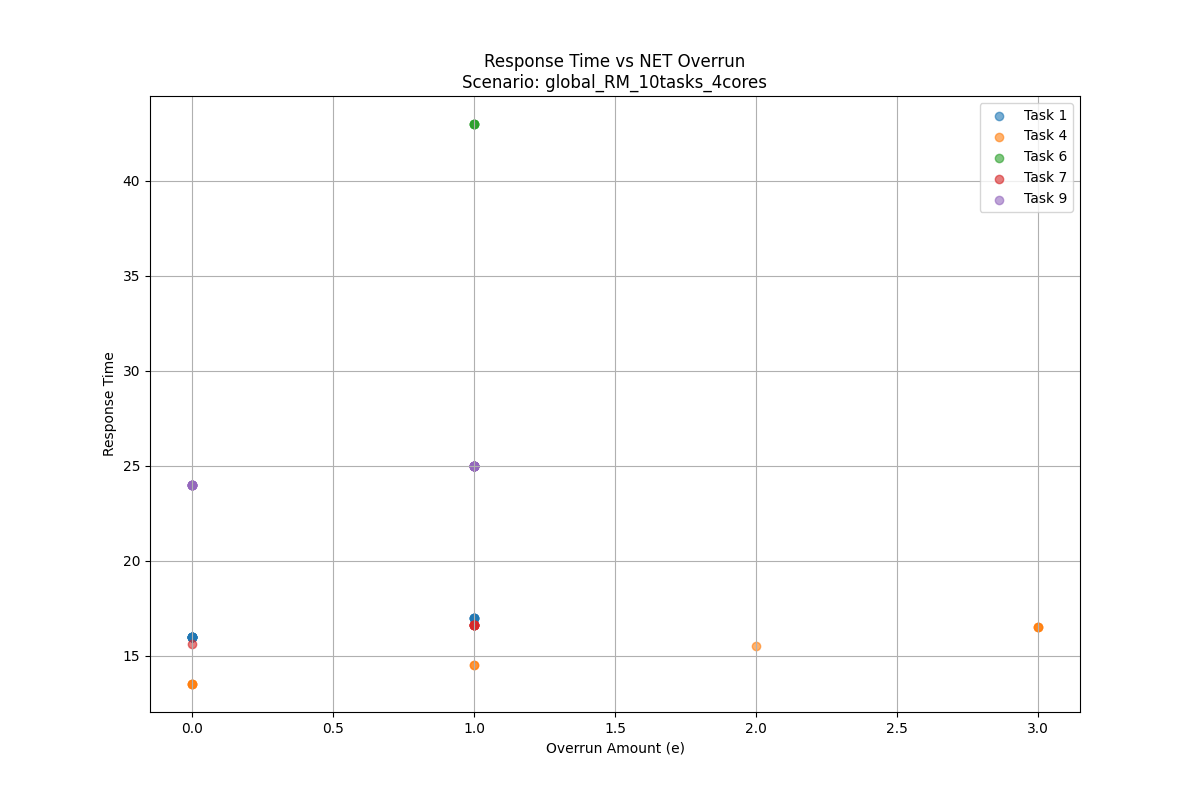 Response Time vs NET Overrun
Scenario: global_RM_10tasks_4cores
Task 1
Task 4
Task 6
Task 7
Task 9
Response Time
40
35
30
25
20
15
0.0 0.5 1.0 1.5 2.0 2.5 3.0
Overrun Amount (e)